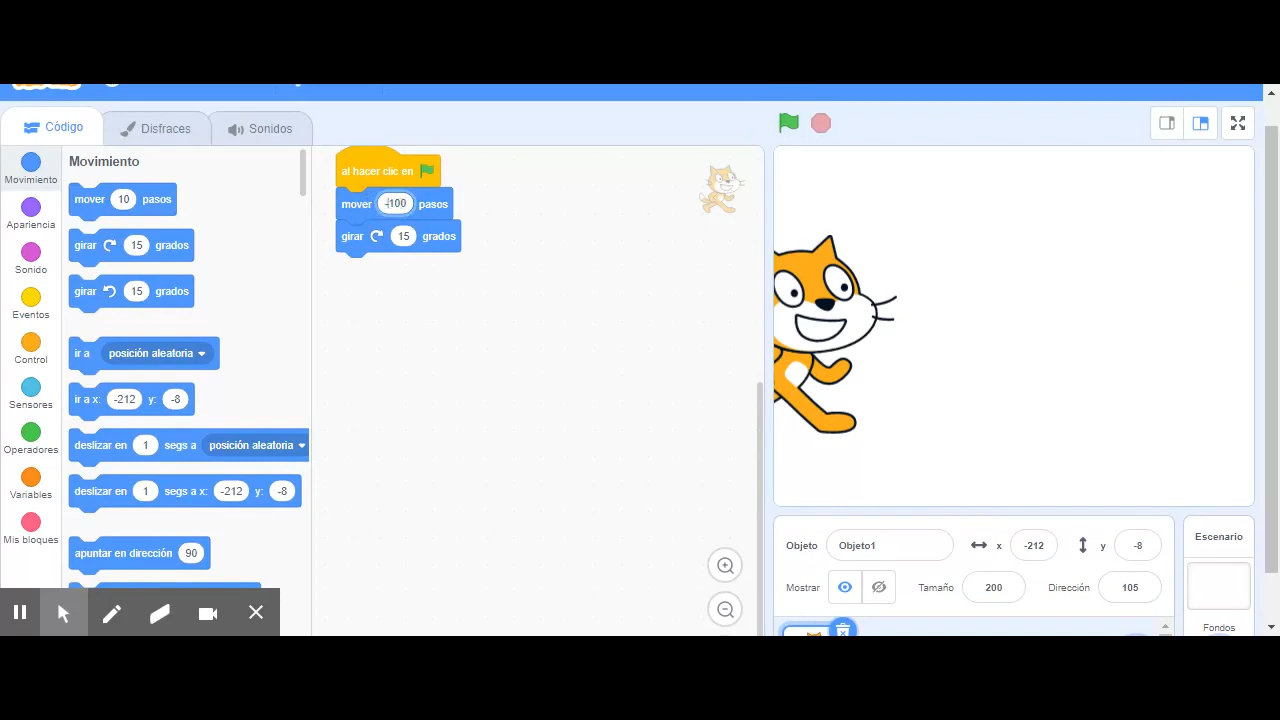 Código Disfraces Sonidos
Movimiento
Apariencia
Sonido
Eventos
Control
Sensores
Operadores
Variables
Mis bloques
Movimiento
mover 10 pasos
girar 15 grados
girar 15 grados
ir a posición aleatoria
ir a x: -212 y: -8
deslizar en 1 segs a posición aleatoria
deslizar en 1 segs a x: -212 y: -8
apuntar en dirección 90
al hacer clic en
mover -100 pasos
girar 15 grados
Objeto Objeto1 x -212 y -8
Mostrar Tamaño 200 Dirección 105
Escenario
Fondos